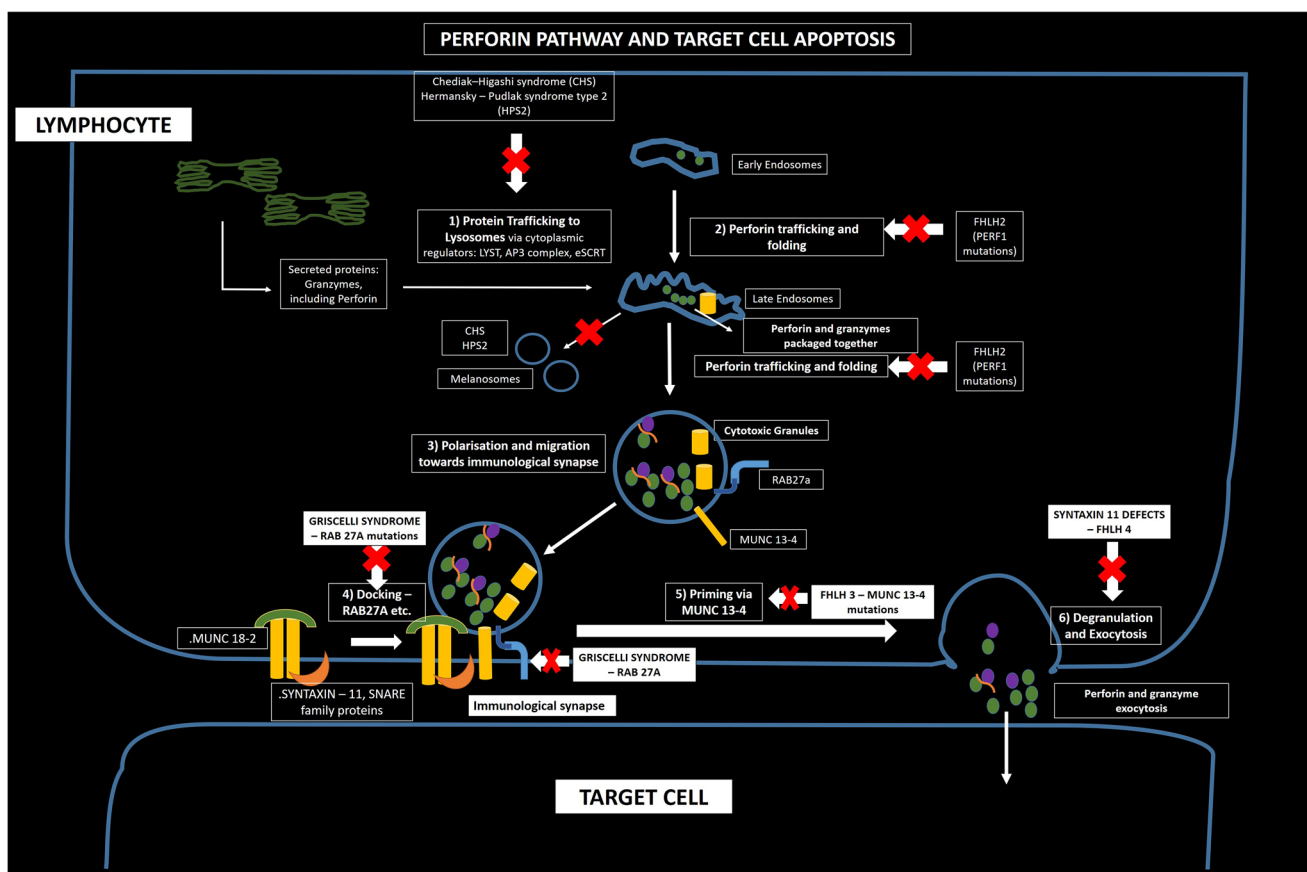 PERFORIN PATHWAY AND TARGET CELL APOPTOSIS
LYMPHOCYTE
Chediak–Higashi syndrome (CHS)
Hermansky – Pudlak syndrome type 2
(HPS2)
Early Endosomes
1) Protein Trafficking to
Lysosomes via cytoplasmic
regulators: LYST, AP3 complex, eSCRT
2) Perforin trafficking and
folding
FHLH2
(PERF1
mutations)
Secreted proteins:
Granzymes,
including Perforin
Late Endosomes
CHS
HPS2
Melanosomes
Perforin and granzymes
packaged together
Perforin trafficking and folding
FHLH2
(PERF1
mutations)
Cytotoxic Granules
3) Polarisation and migration
towards immunological synapse
RAB27a
MUNC 13-4
GRISCELLI SYNDROME
– RAB 27A mutations
SYNTAXIN 11 DEFECTS
– FHLH 4
4) Docking –
RAB27A etc.
5) Priming via
MUNC 13-4
FHLH 3 – MUNC 13-4
mutations
6) Degranulation
and Exocytosis
.MUNC 18-2
GRISCELLI SYNDROME
– RAB 27A
.SYNTAXIN – 11, SNARE
family proteins
Immunological synapse
Perforin and granzyme
exocytosis
TARGET CELL